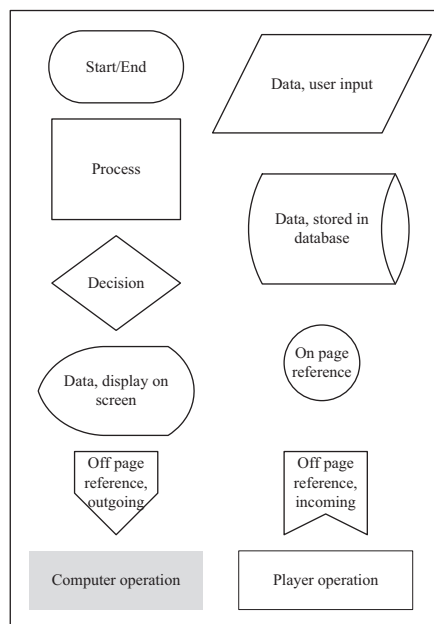 Start/End
Data, user input
Process
Data, stored in
database
Decision
On page
reference
Data, display on
screen
Off page
reference,
outgoing
Off page
reference,
incoming
Computer operation
Player operation